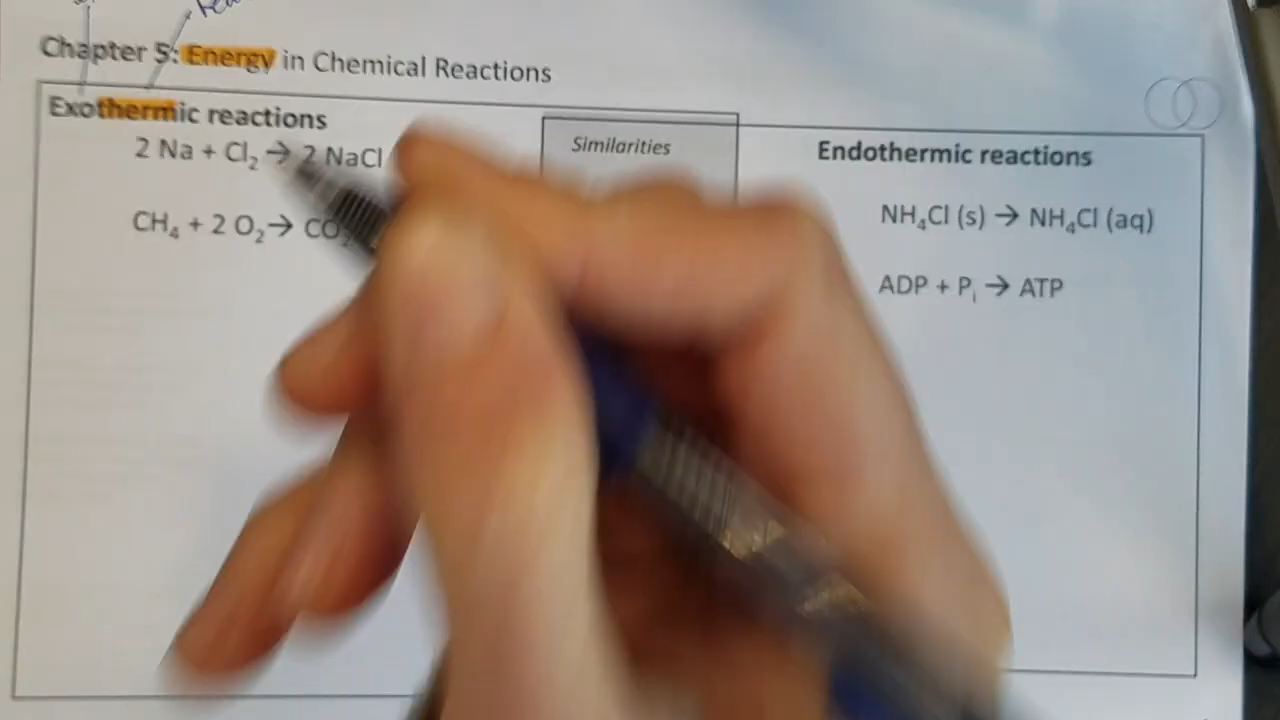 Chapter 5: Energy in Chemical Reactions
Exothermic reactions
2 Na + Cl₂ → 2 NaCl
CH₄ + 2 O₂ → CO
Similarities
Endothermic reactions
NH₄Cl (s) → NH₄Cl (aq)
ADP + Pᵢ → ATP